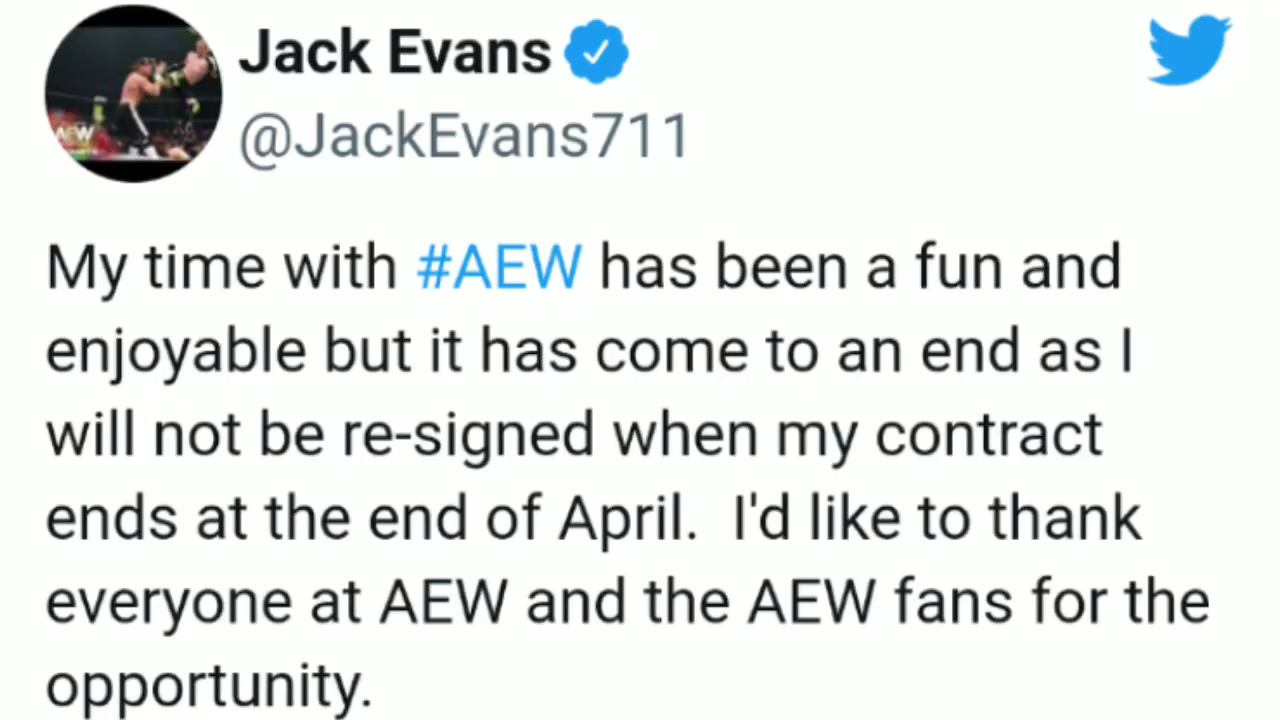 Jack Evans
@JackEvans711
My time with #AEW has been a fun and
enjoyable but it has come to an end as I
will not be re-signed when my contract
ends at the end of April.  I'd like to thank
everyone at AEW and the AEW fans for the
opportunity.
AEW